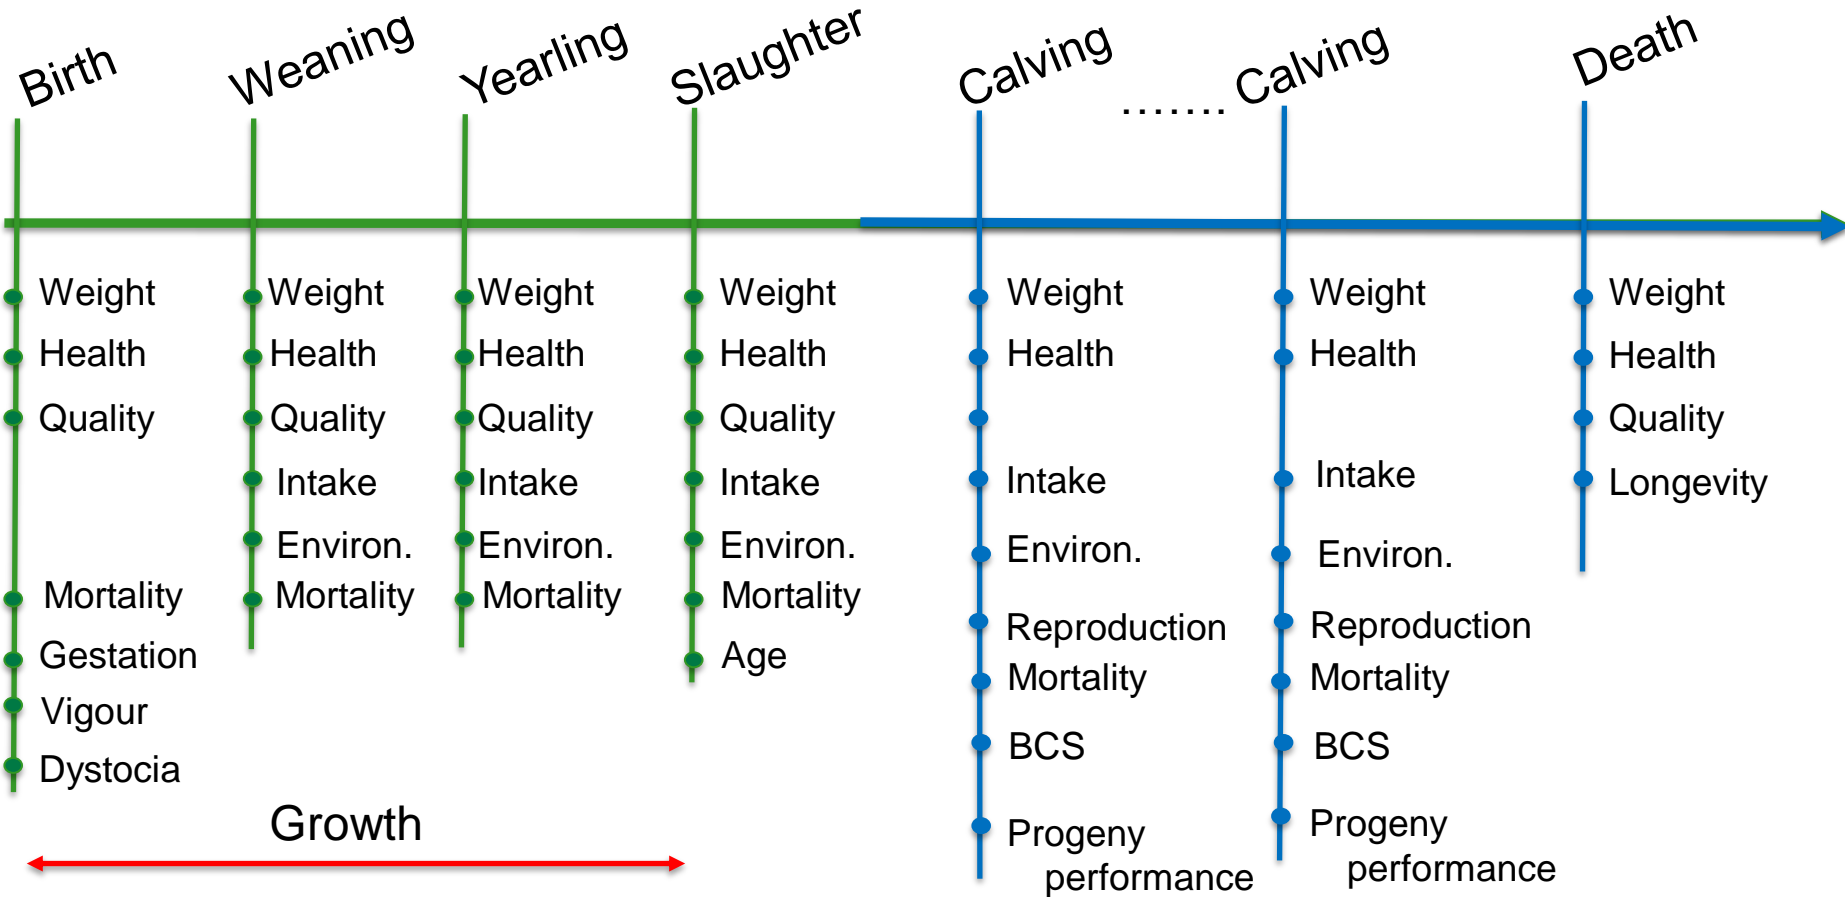 Birth
Weaning
Yearling
Slaughter
Calving
.......
Calving
Death
Weight
Health
Quality
Mortality
Gestation
Vigour
Dystocia
Weight
Health
Quality
Intake
Environ.
Mortality
Weight
Health
Quality
Intake
Environ.
Mortality
Weight
Health
Quality
Intake
Environ.
Mortality
Age
Weight
Health
Intake
Environ.
Reproduction
Mortality
BCS
Progeny
performance
Weight
Health
Intake
Environ.
Reproduction
Mortality
BCS
Progeny
performance
Weight
Health
Quality
Longevity
Growth